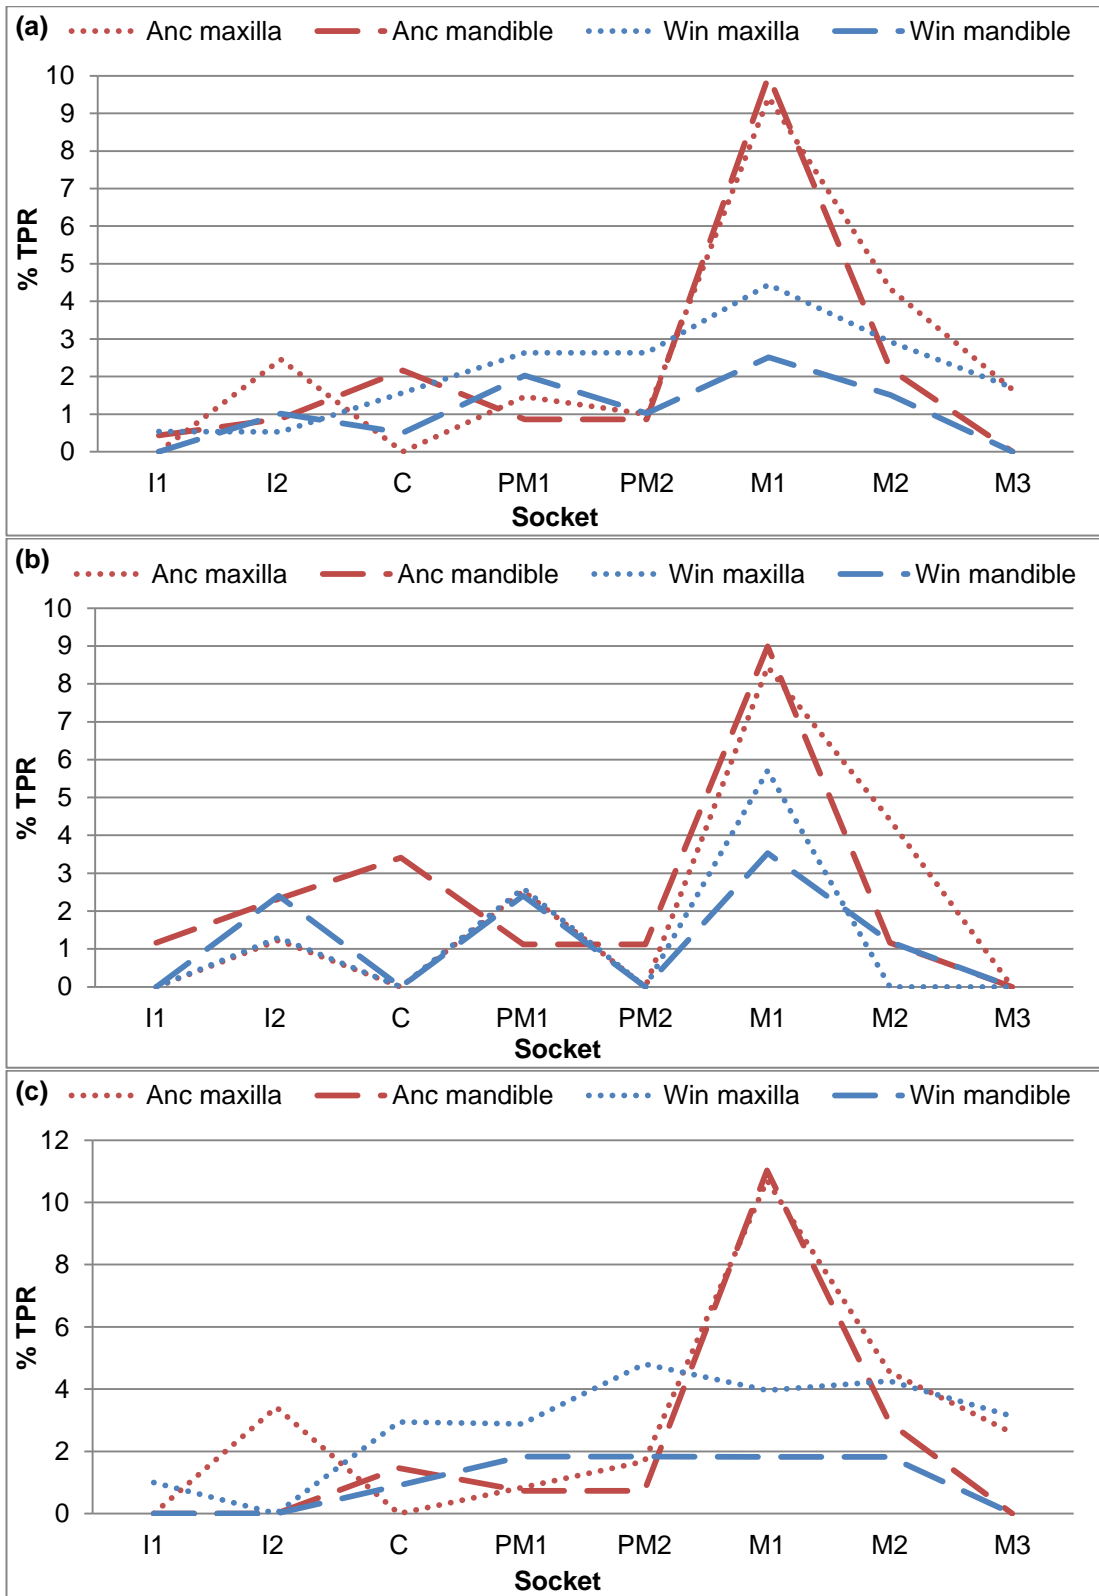 (a) Anc maxilla Anc mandible Win maxilla Win mandible
10
9
8
7
6
5
4
3
2
1
0
% TPR
I1 I2 C PM1 PM2 M1 M2 M3
Socket
(b) Anc maxilla Anc mandible Win maxilla Win mandible
10
9
8
7
6
5
4
3
2
1
0
% TPR
I1 I2 C PM1 PM2 M1 M2 M3
Socket
(c) Anc maxilla Anc mandible Win maxilla Win mandible
12
10
8
6
4
2
0
% TPR
I1 I2 C PM1 PM2 M1 M2 M3
Socket